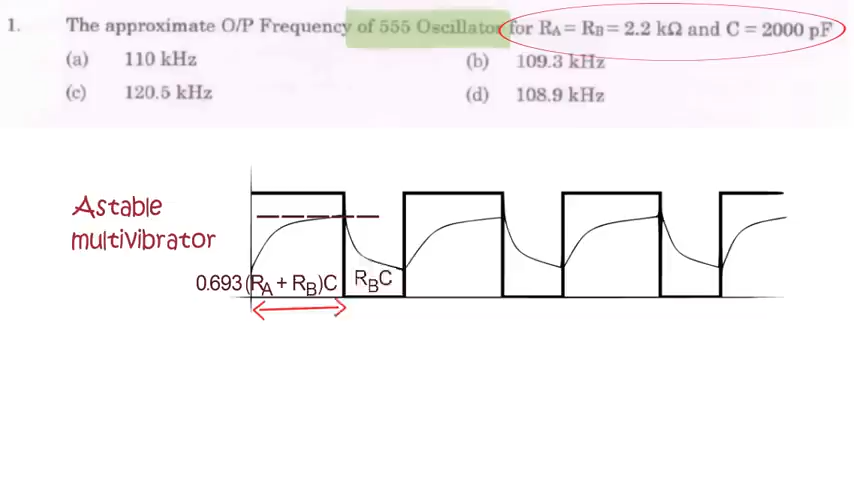 1. The approximate O/P Frequency of 555 Oscillator for RA = RB = 2.2 kΩ and C = 2000 pF
(a) 110 kHz (b) 109.3 kHz
(c) 120.5 kHz (d) 108.9 kHz
Astable
multivibrator
0.693(RA + RB)C RBC